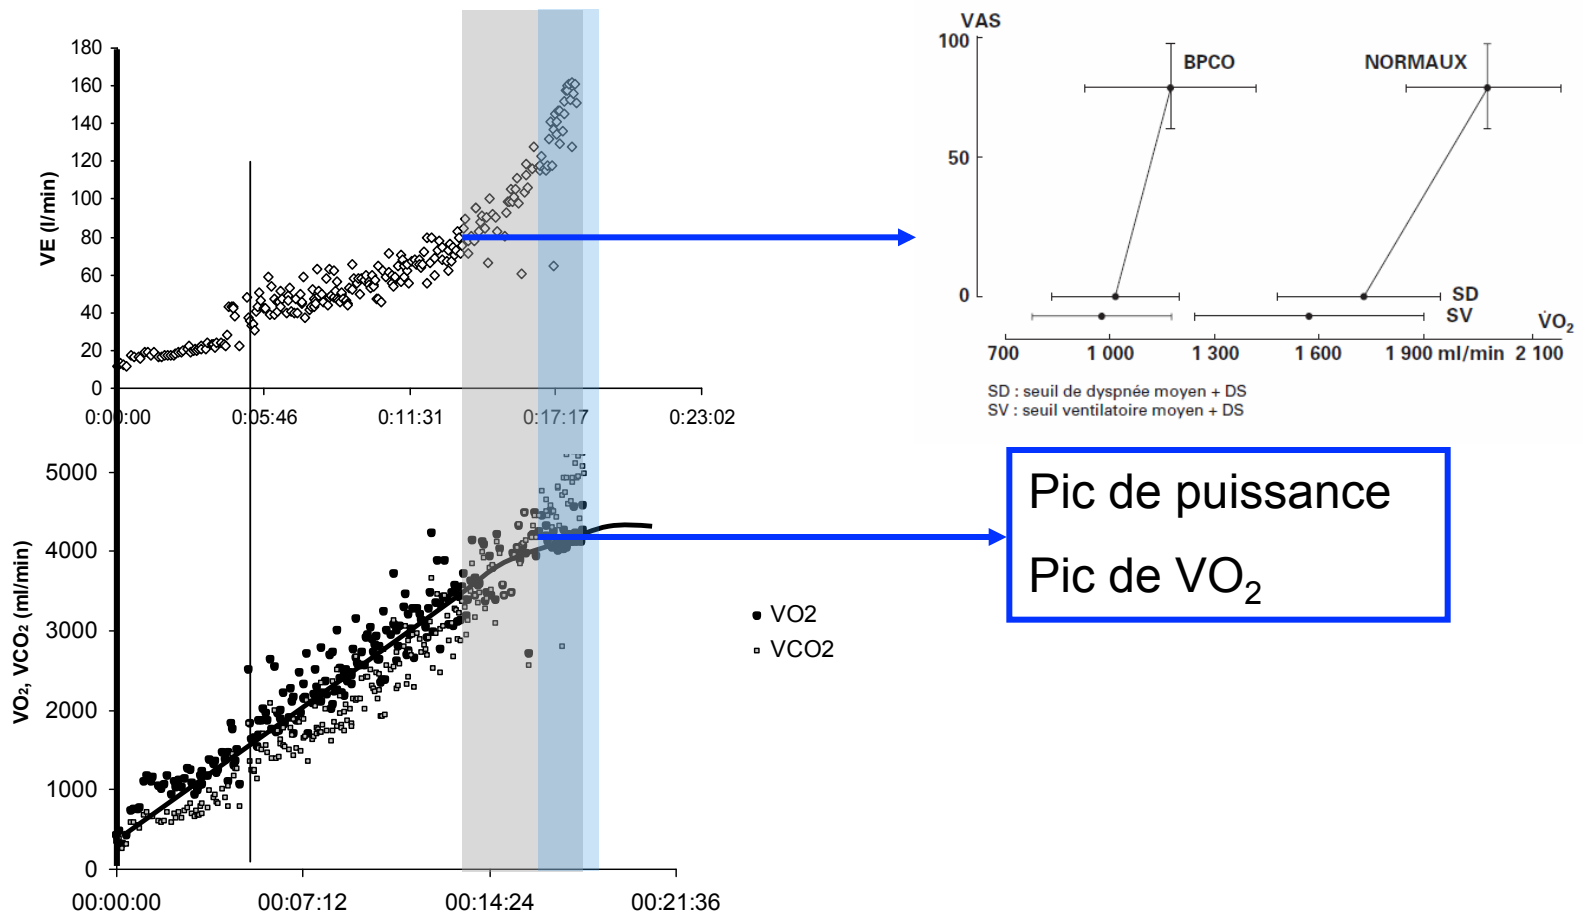 VE (l/min)
180
160
140
120
100
80
60
40
20
0
0:00:00
0:05:46
0:11:31
0:17:17
0:23:02
VO2, VCO2 (ml/min)
5000
4000
3000
2000
1000
0
00:00:00
00:07:12
00:14:24
00:21:36
VO2
VCO2
VAS
100
50
0
BPCO
NORMAUX
SD
SV
V̇O2
700
1 000
1 300
1 600
1 900 ml/min
2 100
SD : seuil de dyspnée moyen + DS
SV : seuil ventilatoire moyen + DS
Pic de puissance
Pic de VO2